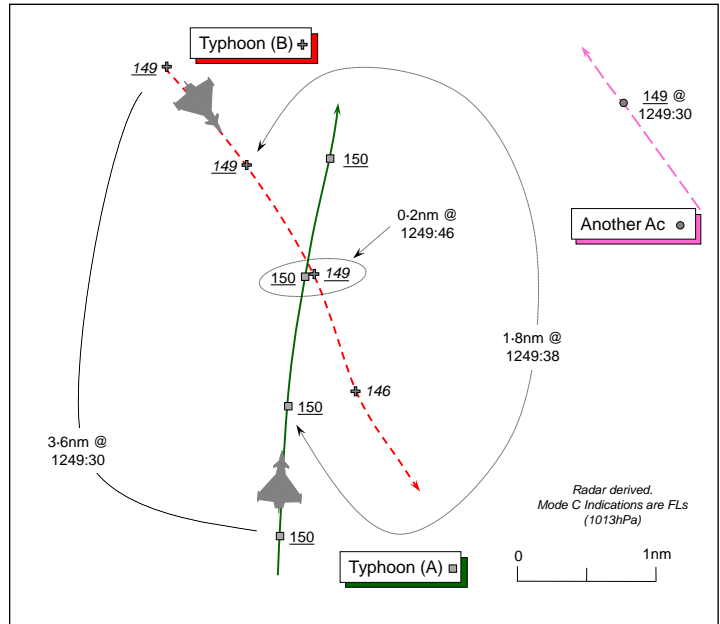 Typhoon (B)
149
149 @
1249:30
150
149
0·2nm @
1249:46
Another Ac
150
149
1·8nm @
1249:38
146
150
3·6nm @
1249:30
Radar derived.
Mode C Indications are FLs
(1013hPa)
150
Typhoon (A)
0
1nm